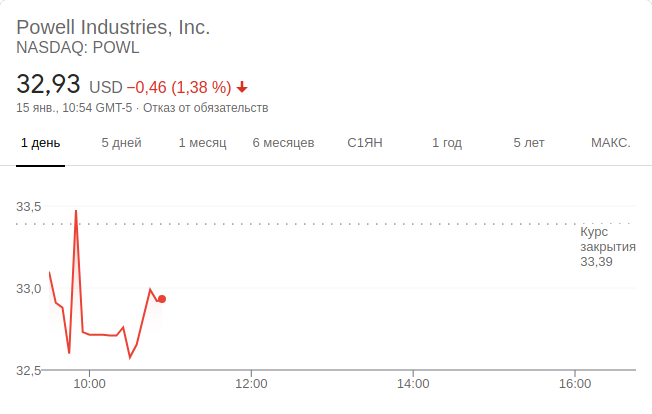 Powell Industries, Inc.
NASDAQ: POWL
32,93 USD −0,46 (1,38 %)
15 янв., 10:54 GMT-5 · Отказ от обязательств
1 день 5 дней 1 месяц 6 месяцев С1ЯН 1 год 5 лет МАКС.
33,5
Курс
закрытия
33,39
33,0
32,5
10:00 12:00 14:00 16:00